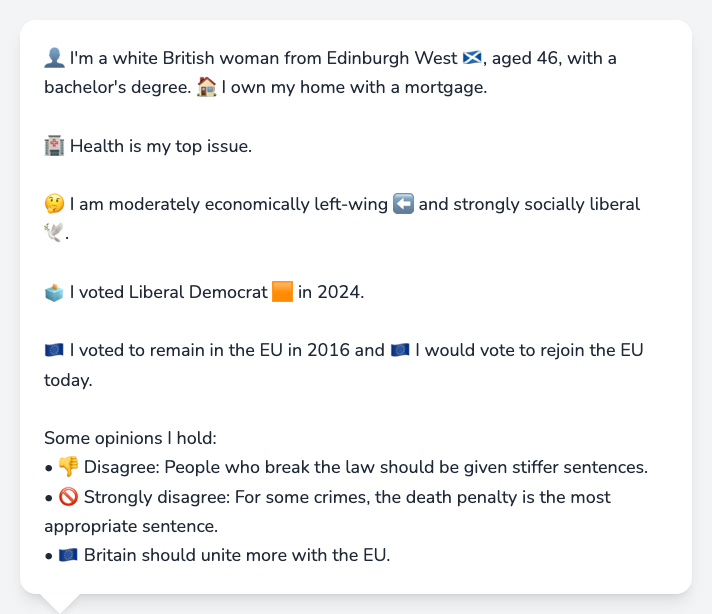 👤 I'm a white British woman from Edinburgh West 🏴󠁧󠁢󠁳󠁣󠁴󠁿, aged 46, with a
bachelor's degree. 🏠 I own my home with a mortgage.
🏥 Health is my top issue.
🤔 I am moderately economically left-wing ⬅️ and strongly socially liberal
🕊️.
🗳️ I voted Liberal Democrat 🟧 in 2024.
🇪🇺 I voted to remain in the EU in 2016 and 🇪🇺 I would vote to rejoin the EU
today.
Some opinions I hold:
• 👎 Disagree: People who break the law should be given stiffer sentences.
• 🚫 Strongly disagree: For some crimes, the death penalty is the most
appropriate sentence.
• 🇪🇺 Britain should unite more with the EU.